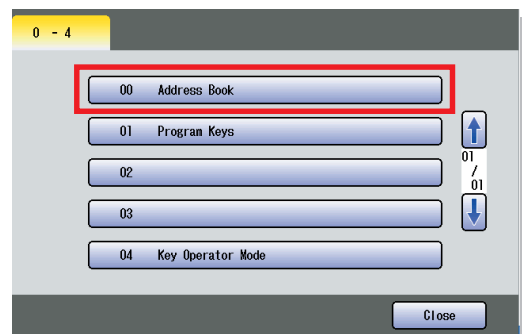 0 - 4
00 Address Book
01 Program Keys
02
03
04 Key Operator Mode
01
/
01
Close